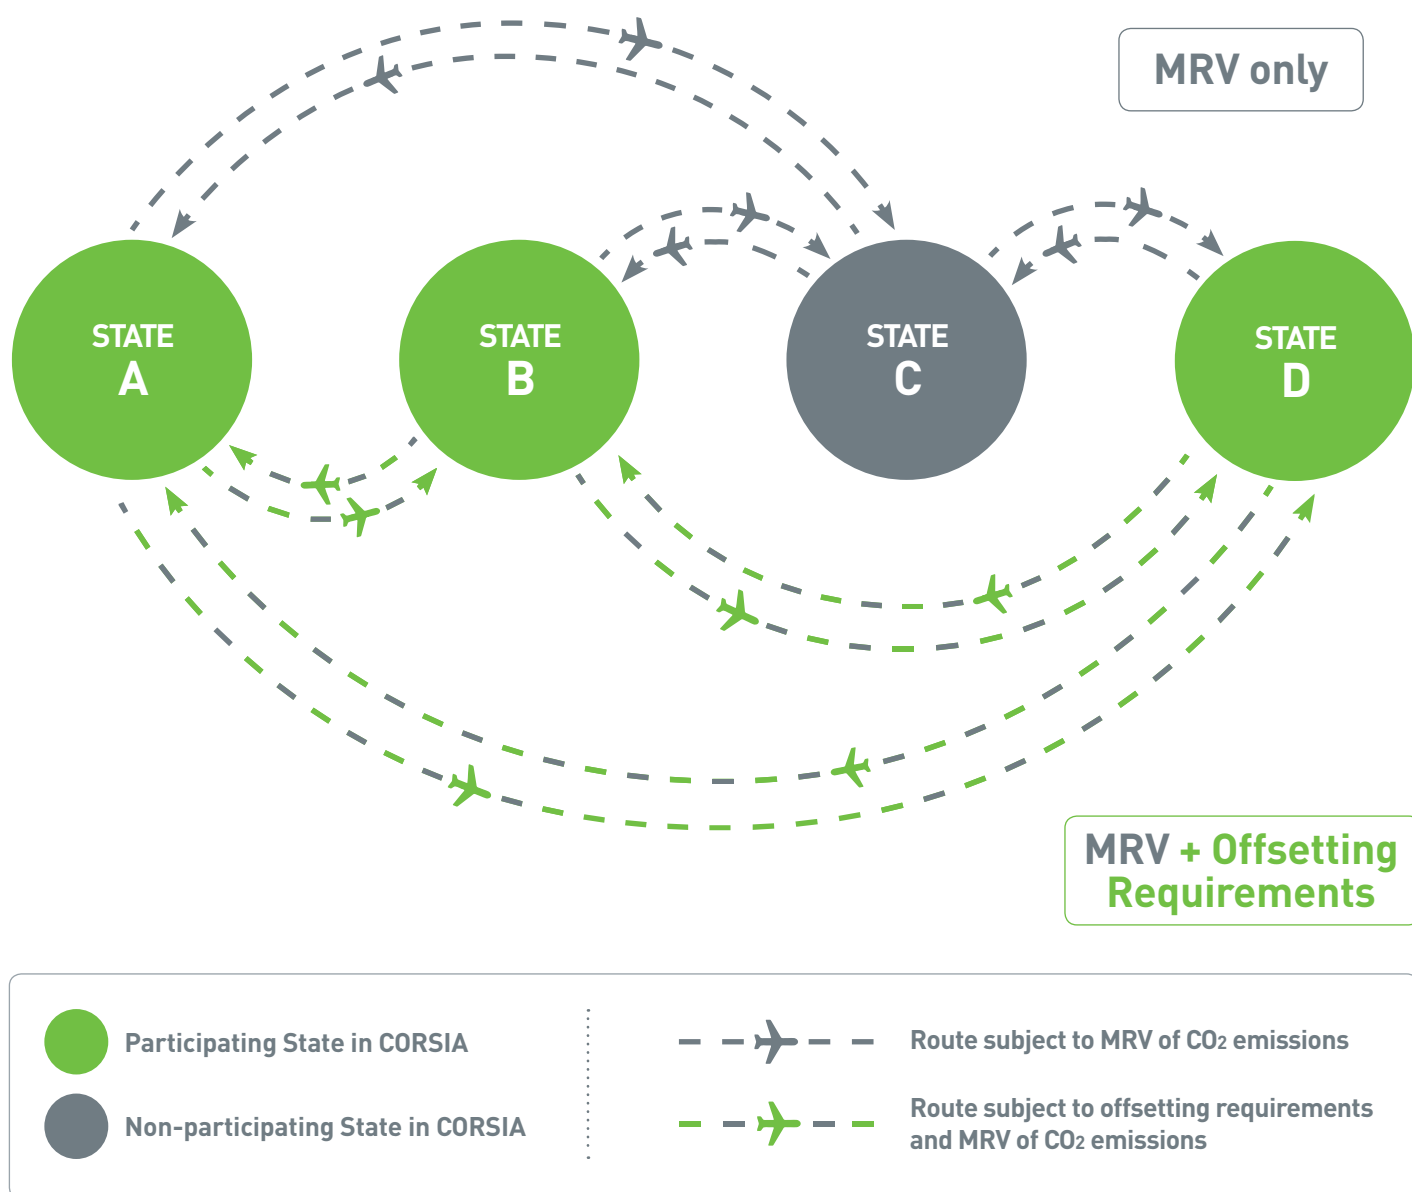 MRV only
STATE
A
STATE
B
STATE
C
STATE
D
MRV + Offsetting
Requirements
Participating State in CORSIA
Non-participating State in CORSIA
Route subject to MRV of CO2 emissions
Route subject to offsetting requirements
and MRV of CO2 emissions